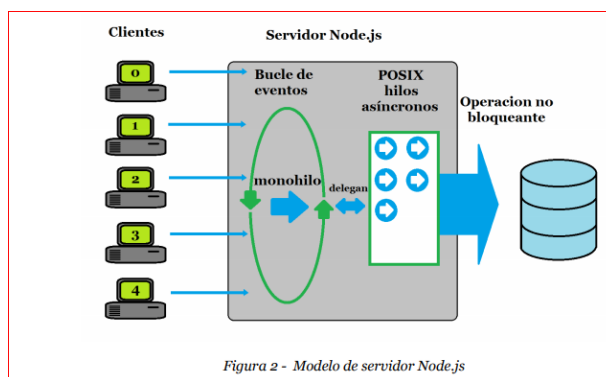 Clientes
Servidor Node.js
Bucle de
eventos
POSIX
hilos
asíncronos
Operacion no
bloqueante
0
1
2
3
4
monohilo
delegan
Figura 2 - Modelo de servidor Node.js